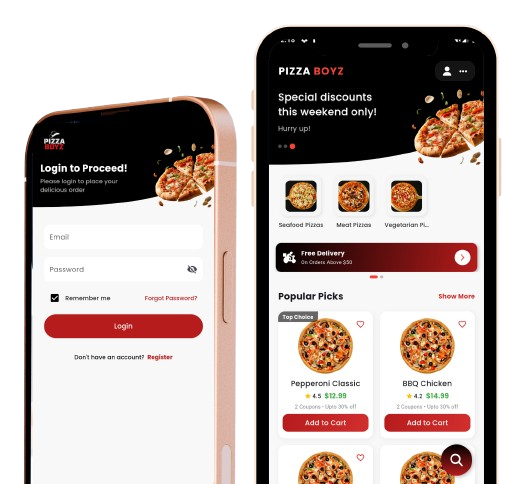 PIZZA
BOYZ
Login to Proceed!
Please login to place your
delicious order
Email
Password
Remember me
Forgot Password?
Login
Don't have an account? Register
PIZZA BOYZ
Special discounts
this weekend only!
Hurry up!
Seafood Pizzas
Meat Pizzas
Vegetarian Pi...
Free Delivery
On Orders Above $50
Popular Picks
Show More
Top Choice
Pepperoni Classic
4.5 $12.99
2 Coupons • Upto 30% off
Add to Cart
BBQ Chicken
4.2 $14.99
2 Coupons • Upto 30% off
Add to Cart